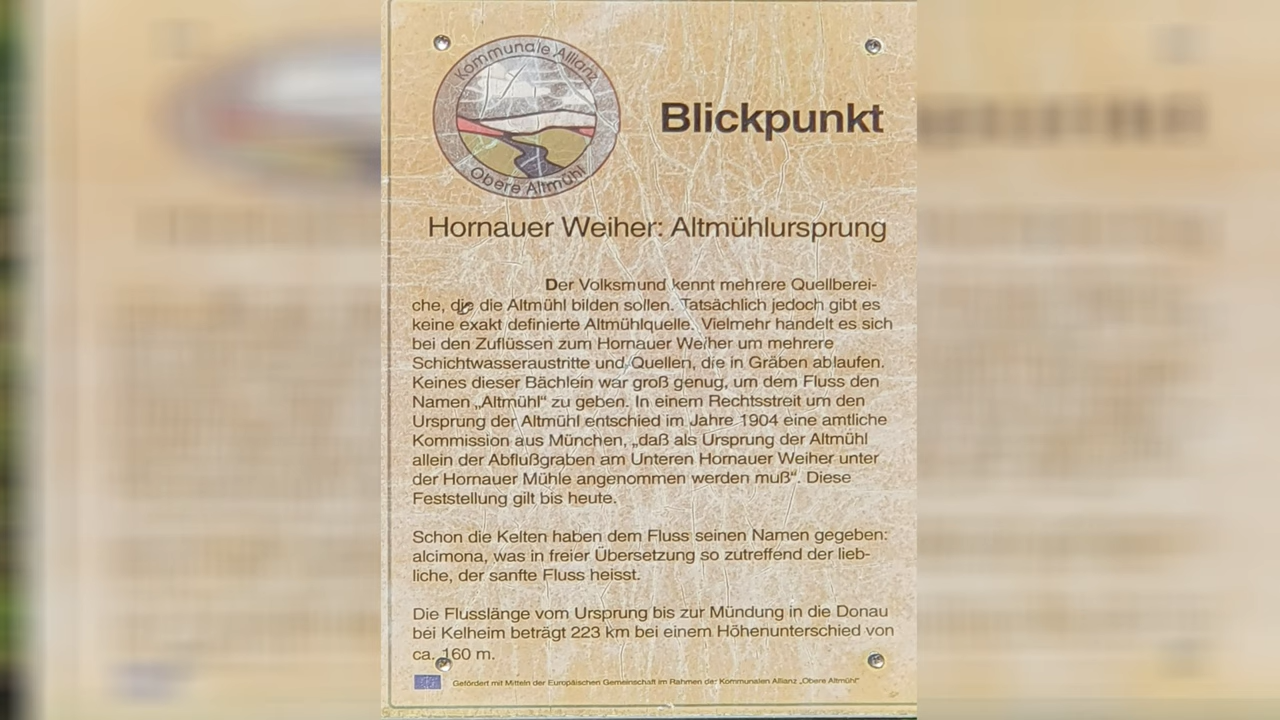 Kommunale Allianz
Obere Altmühl
Blickpunkt
Hornauer Weiher: Altmühlursprung
Der Volksmund kennt mehrere Quellberei-
che, die die Altmühl bilden sollen. Tatsächlich jedoch gibt es
keine exakt definierte Altmühlquelle. Vielmehr handelt es sich
bei den Zuflüssen zum Hornauer Weiher um mehrere
Schichtwasseraustritte und Quellen, die in Gräben ablaufen.
Keines dieser Bächlein war groß genug, um dem Fluss den
Namen „Altmühl“ zu geben. In einem Rechtsstreit um den
Ursprung der Altmühl entschied im Jahre 1904 eine amtliche
Kommission aus München, „daß als Ursprung der Altmühl
allein der Abflußgraben am Unteren Hornauer Weiher unter
der Hornauer Mühle angenommen werden muß“. Diese
Feststellung gilt bis heute.
Schon die Kelten haben dem Fluss seinen Namen gegeben:
alcimona, was in freier Übersetzung so zutreffend der lieb-
liche, der sanfte Fluss heisst.
Die Flusslänge vom Ursprung bis zur Mündung in die Donau
bei Kelheim beträgt 223 km bei einem Höhenunterschied von
ca. 160 m.
Gefördert mit Mitteln der Europäischen Gemeinschaft im Rahmen der Kommunalen Allianz „Obere Altmühl“